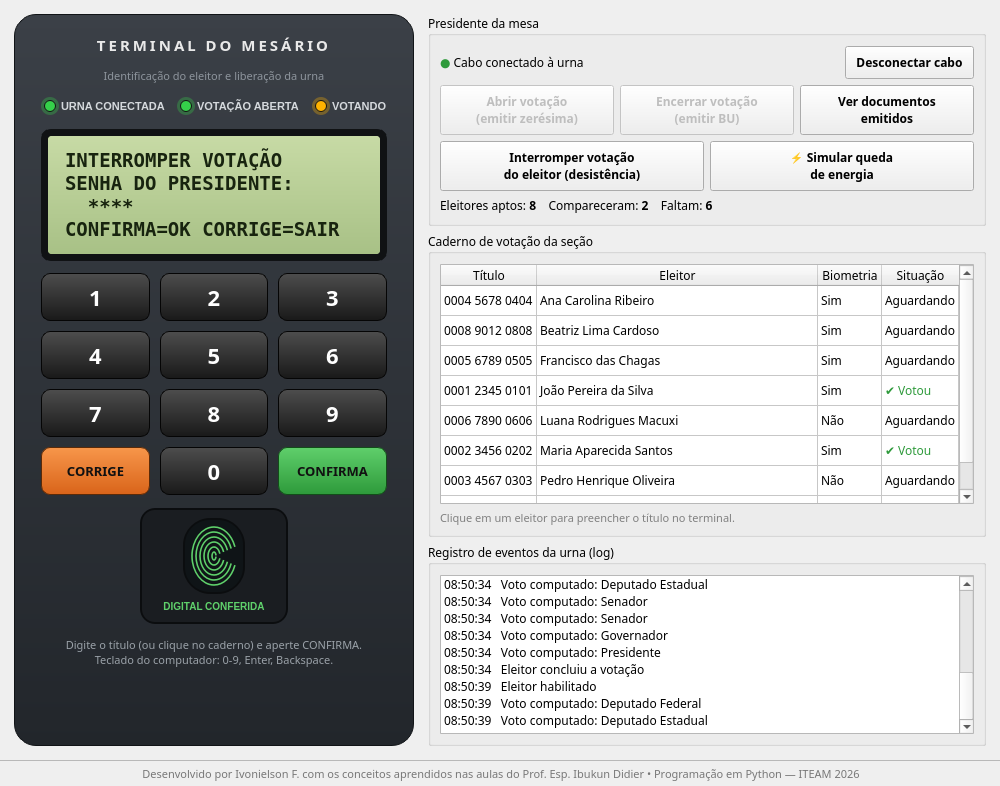 TERMINAL DO MESÁRIO
Identificação do eleitor e liberação da urna
URNA CONECTADA VOTAÇÃO ABERTA VOTANDO
INTERROMPER VOTAÇÃO
SENHA DO PRESIDENTE:
****
CONFIRMA=OK CORRIGE=SAIR
1 2 3
4 5 6
7 8 9
CORRIGE 0 CONFIRMA
DIGITAL CONFERIDA
Digite o título (ou clique no caderno) e aperte CONFIRMA.
Teclado do computador: 0-9, Enter, Backspace.
Presidente da mesa
● Cabo conectado à urna
Desconectar cabo
Abrir votação
(emitir zerésima)
Encerrar votação
(emitir BU)
Ver documentos
emitidos
Interromper votação
do eleitor (desistência)
⚡ Simular queda
de energia
Eleitores aptos: 8 Compareceram: 2 Faltam: 6
Caderno de votação da seção
Título Eleitor Biometria Situação
0004 5678 0404 Ana Carolina Ribeiro Sim Aguardando
0008 9012 0808 Beatriz Lima Cardoso Sim Aguardando
0005 6789 0505 Francisco das Chagas Sim Aguardando
0001 2345 0101 João Pereira da Silva Sim ✔ Votou
0006 7890 0606 Luana Rodrigues Macuxi Não Aguardando
0002 3456 0202 Maria Aparecida Santos Sim ✔ Votou
0003 4567 0303 Pedro Henrique Oliveira Não Aguardando
Clique em um eleitor para preencher o título no terminal.
Registro de eventos da urna (log)
08:50:34 Voto computado: Deputado Estadual
08:50:34 Voto computado: Senador
08:50:34 Voto computado: Senador
08:50:34 Voto computado: Governador
08:50:34 Voto computado: Presidente
08:50:34 Eleitor concluiu a votação
08:50:39 Eleitor habilitado
08:50:39 Voto computado: Deputado Federal
08:50:39 Voto computado: Deputado Estadual
Desenvolvido por Ivonielson F. com os conceitos aprendidos nas aulas do Prof. Esp. Ibukun Didier • Programação em Python — ITEAM 2026